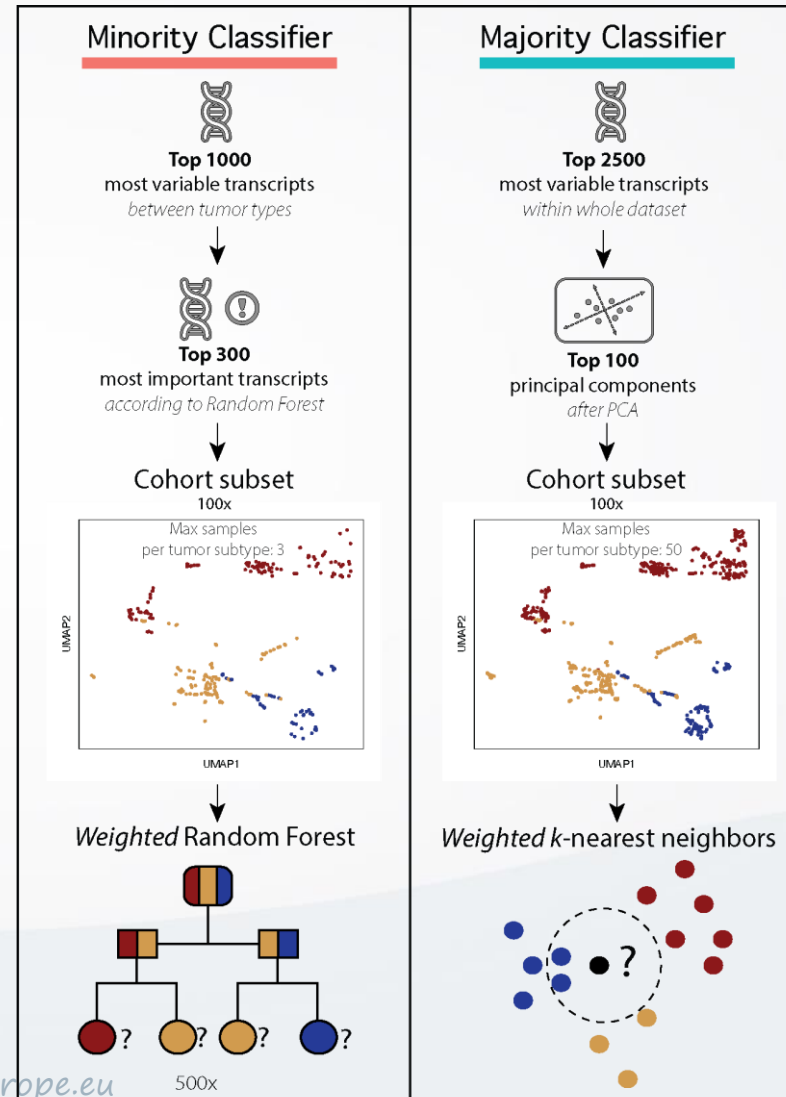 Minority Classifier
Top 1000
most variable transcripts
between tumor types
!
Top 300
most important transcripts
according to Random Forest
Cohort subset
100x
Max samples
per tumor subtype: 3
UMAP2
UMAP1
Weighted Random Forest
? ? ? ?
500x
rope.eu
Majority Classifier
Top 2500
most variable transcripts
within whole dataset
Top 100
principal components
after PCA
Cohort subset
100x
Max samples
per tumor subtype: 50
UMAP2
UMAP1
Weighted k-nearest neighbors
?